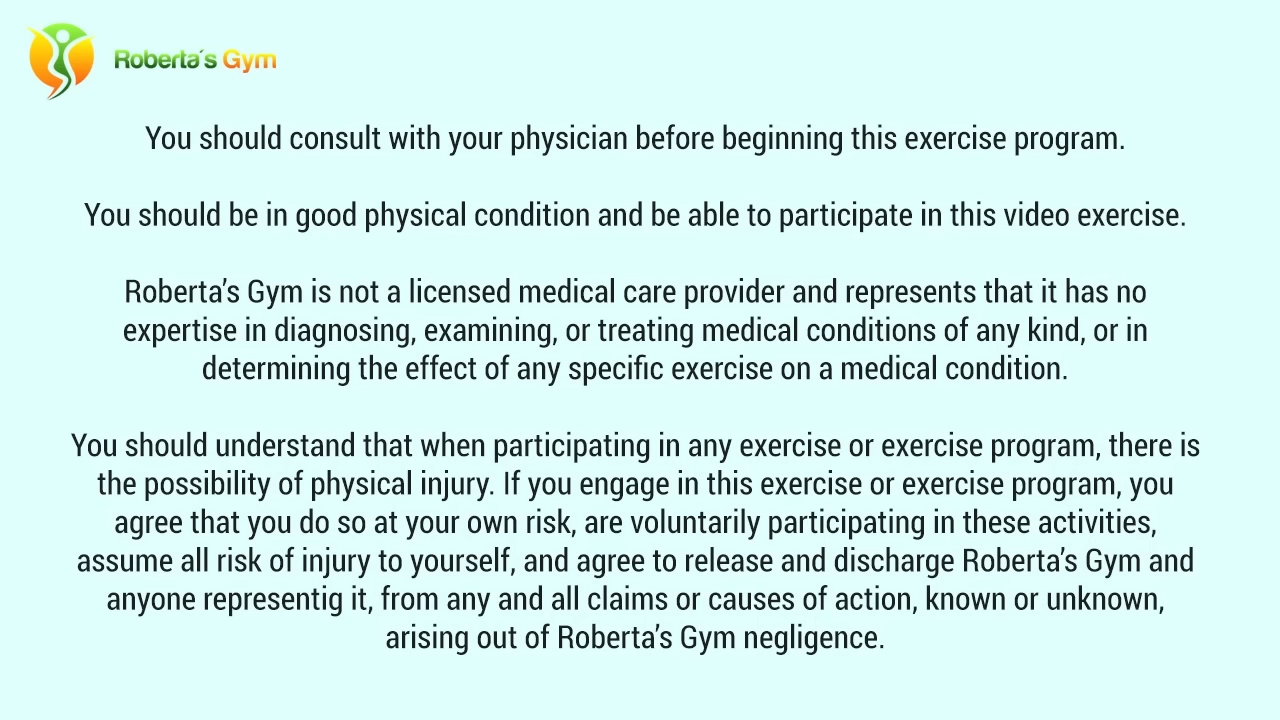 Roberta´s Gym
You should consult with your physician before beginning this exercise program.
You should be in good physical condition and be able to participate in this video exercise.
Roberta’s Gym is not a licensed medical care provider and represents that it has no
expertise in diagnosing, examining, or treating medical conditions of any kind, or in
determining the effect of any specific exercise on a medical condition.
You should understand that when participating in any exercise or exercise program, there is
the possibility of physical injury. If you engage in this exercise or exercise program, you
agree that you do so at your own risk, are voluntarily participating in these activities,
assume all risk of injury to yourself, and agree to release and discharge Roberta’s Gym and
anyone representig it, from any and all claims or causes of action, known or unknown,
arising out of Roberta’s Gym negligence.